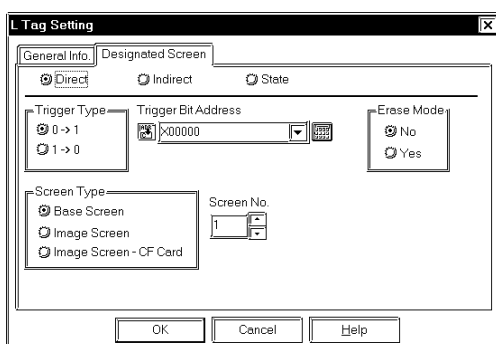 L Tag Setting
General Info. Designated Screen
Direct Indirect State
Trigger Type Trigger Bit Address Erase Mode
0 -> 1 X00000 No
1 -> 0 Yes
Screen Type Screen No.
Base Screen 1
Image Screen
Image Screen - CF Card
OK Cancel Help